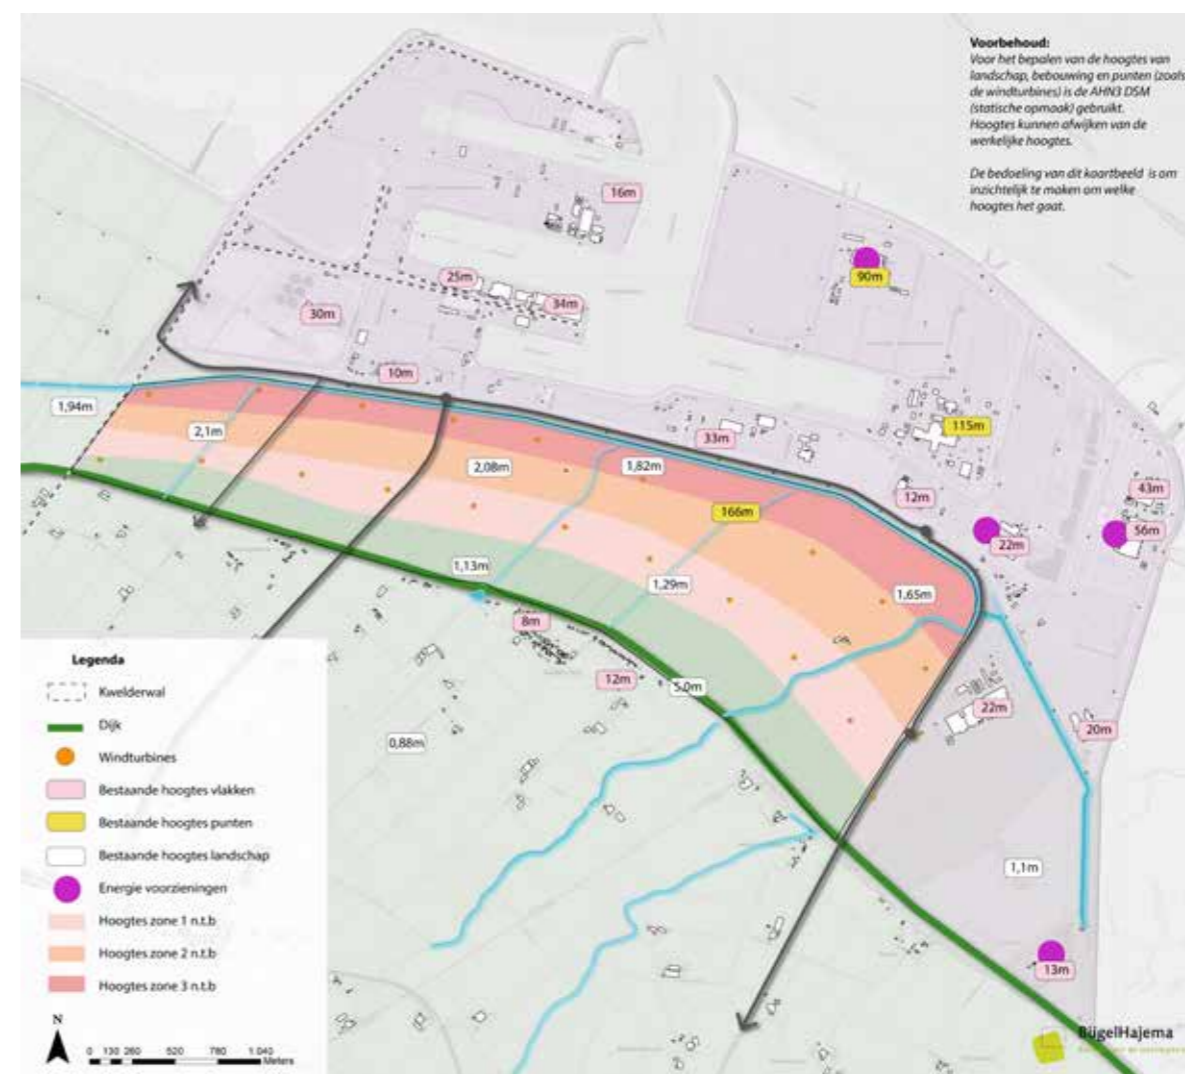 Voorbehoud:
Voor het bepalen van de hoogtes van
landschap, bebouwing en punten (zoals
de windturbines) is de AHN3 DSM
(statische opmaak) gebruikt.
Hoogtes kunnen afwijken van de
werkelijke hoogtes.
De bedoeling van dit kaartbeeld is om
inzichtelijk te maken om welke
hoogtes het gaat.
16m
25m
90m
34m
30m
10m
1,94m
2,1m
33m
115m
2,08m
1,82m
12m
43m
166m
56m
22m
1,13m
1,29m
1,65m
8m
12m
5,0m
22m
20m
0,88m
1,1m
13m
Legenda
Kwelderwal
Dijk
Windturbines
Bestaande hoogtes vlakken
Bestaande hoogtes punten
Bestaande hoogtes landschap
Energie voorzieningen
Hoogtes zone 1 n.t.b
Hoogtes zone 2 n.t.b
Hoogtes zone 3 n.t.b
N
0 130 260 520 780 1.040
Meters
BügelHajema